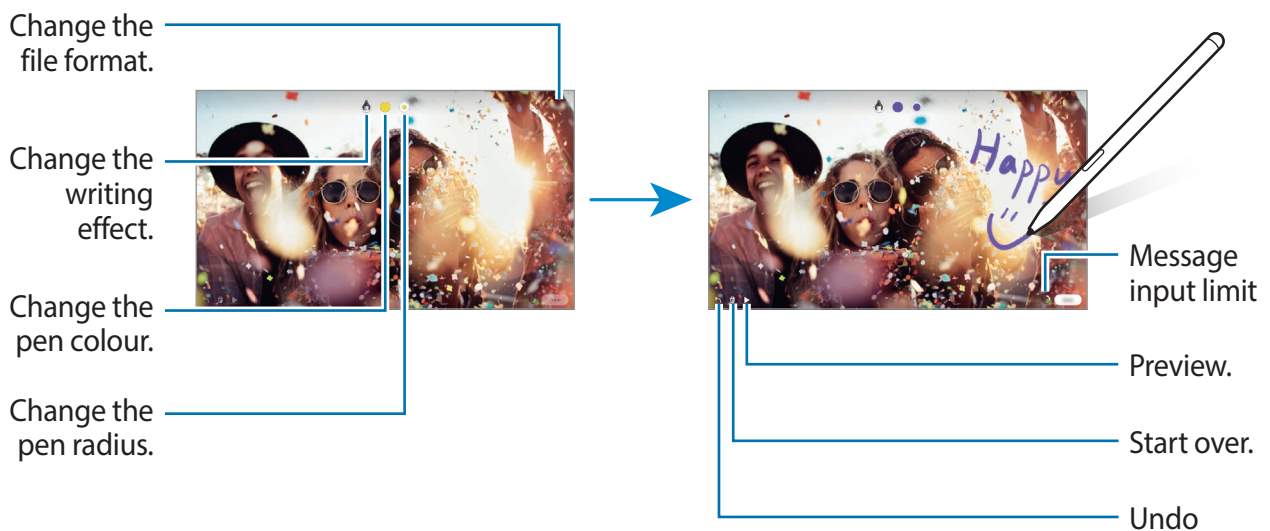 Change the
file format.
Change the
writing
effect.
Change the
pen colour.
Change the
pen radius.
Happy
Message
input limit
Preview.
Start over.
Undo